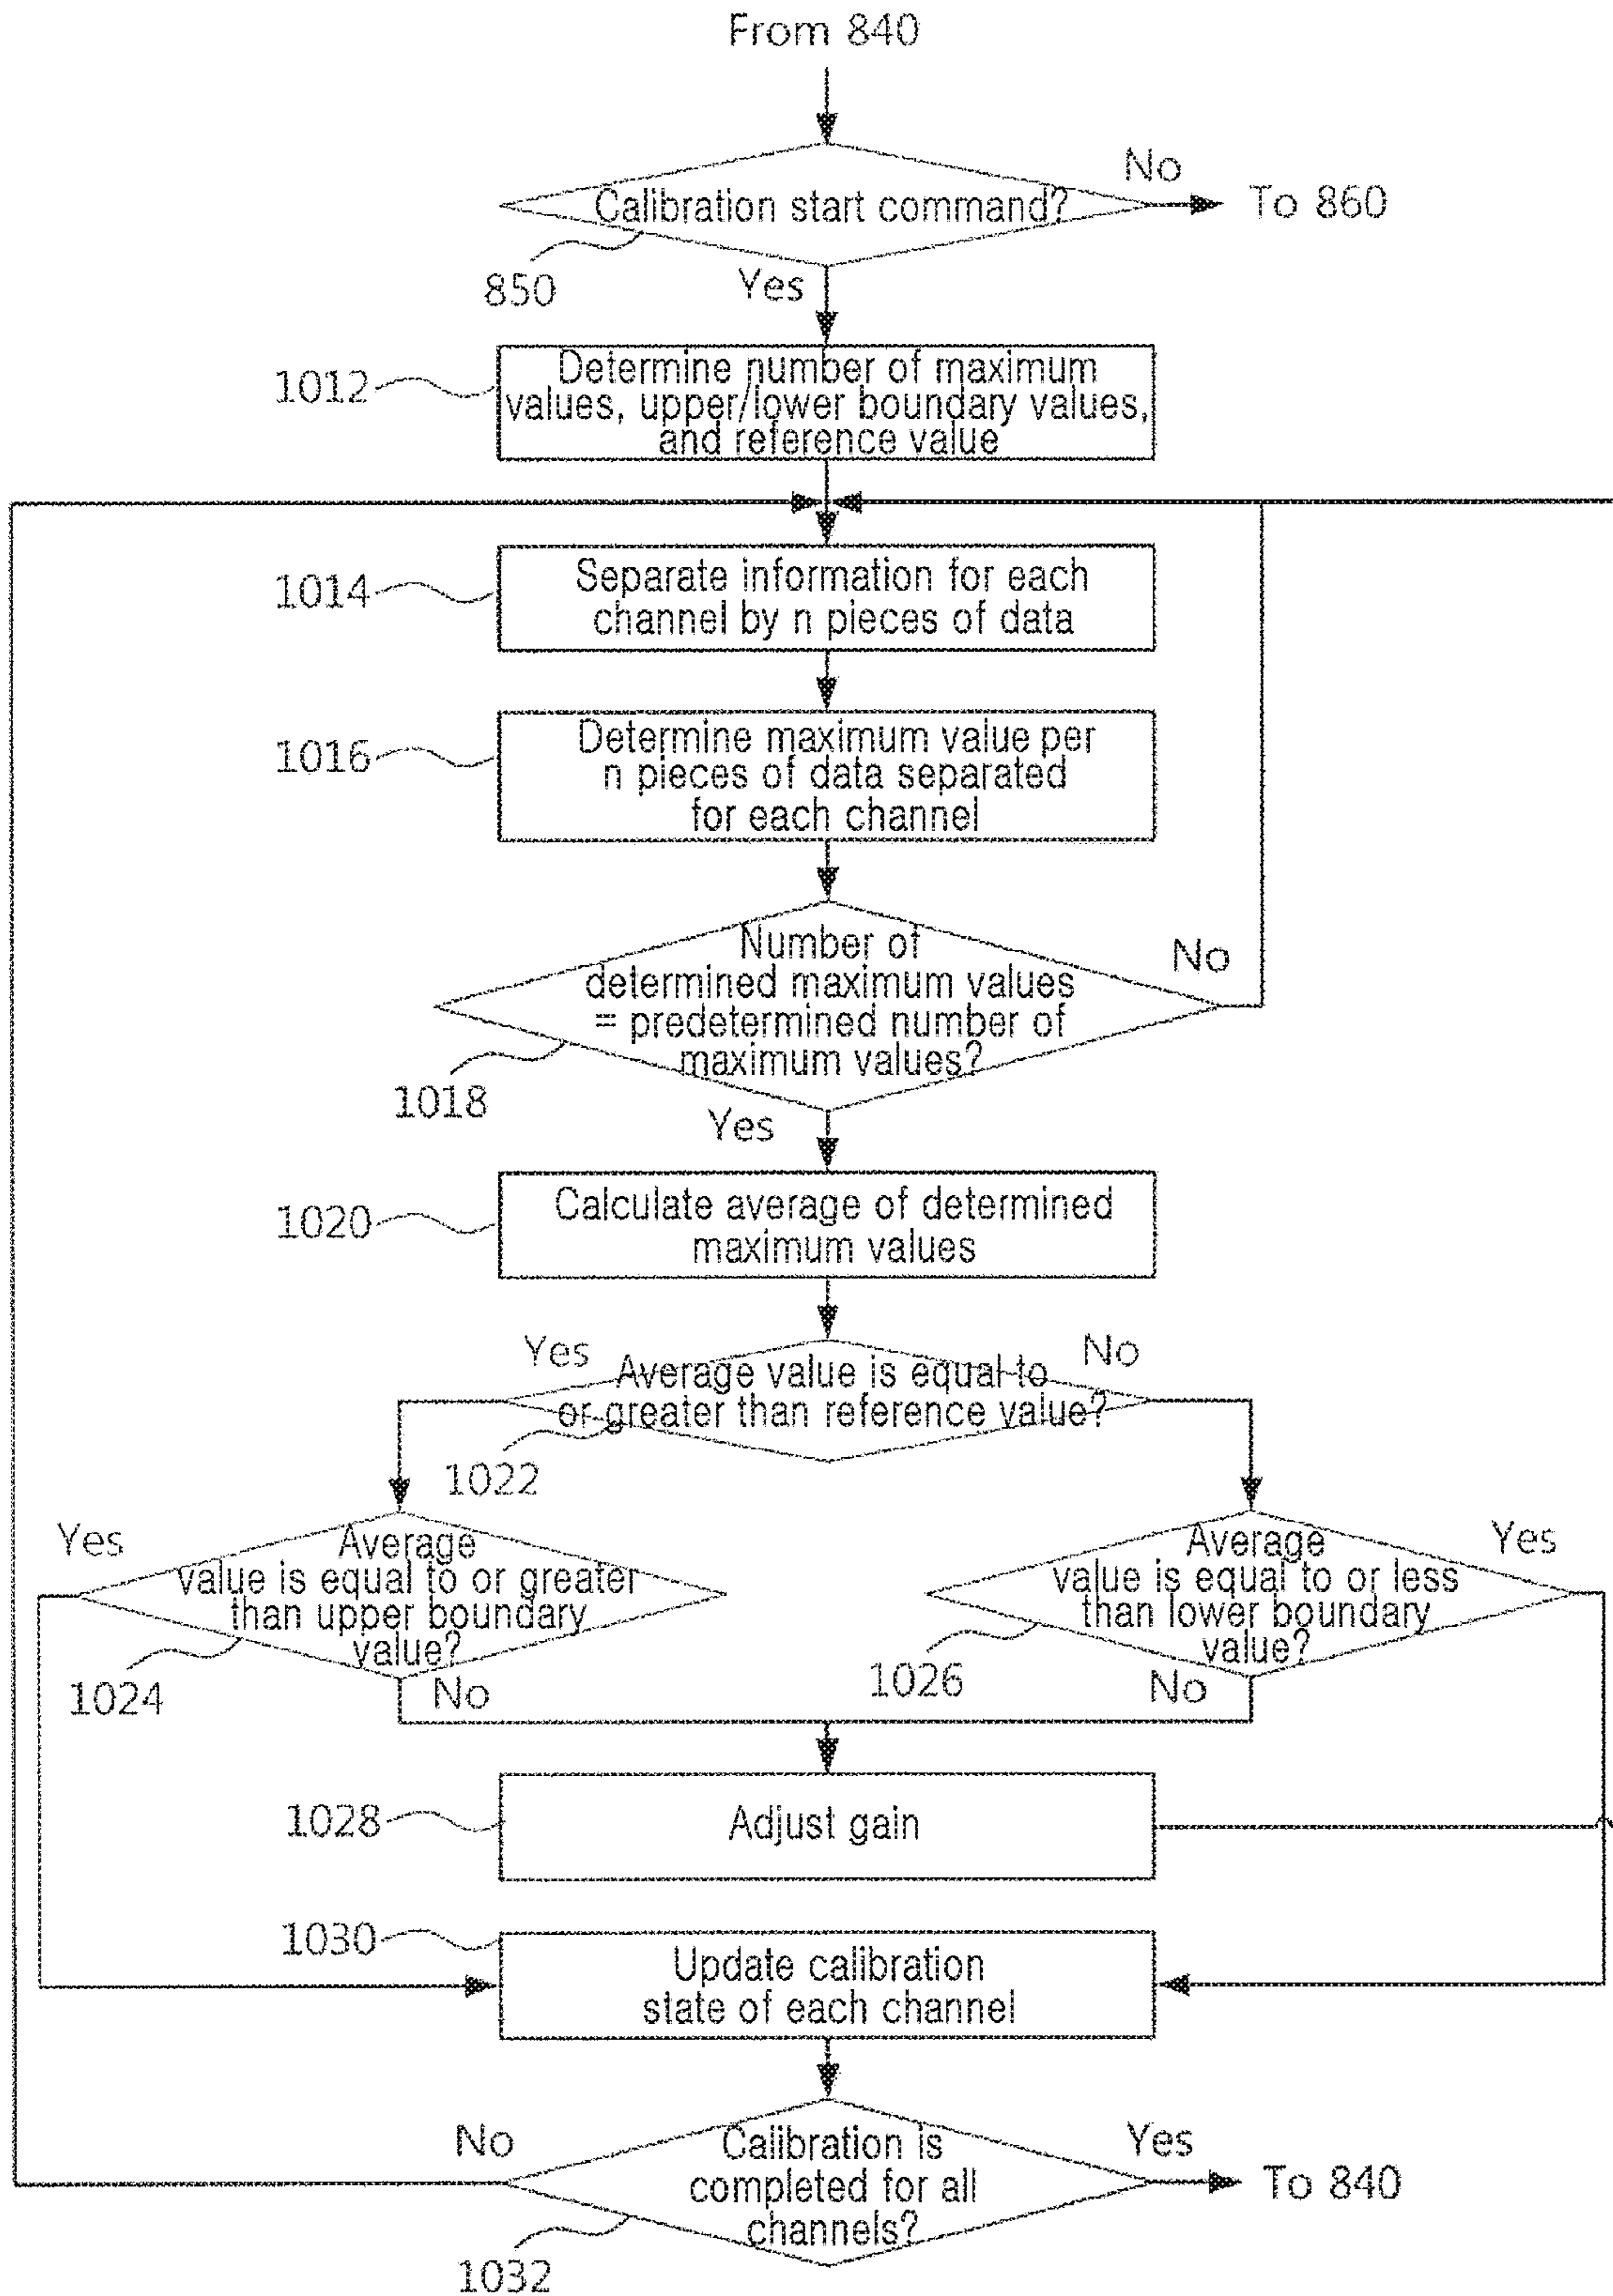 From 840
No
Calibration start command?
To 860
850
Yes
1012
Determine number of maximum
values, upper/lower boundary values,
and reference value
1014
Separate information for each
channel by n pieces of data
1016
Determine maximum value per
n pieces of data separated
for each channel
Number of
No
determined maximum values
= predetermined number of
maximum values?
1018
Yes
1020
Calculate average of determined
maximum values
Yes
No
Average value is equal to
or greater than reference value?
1022
Yes
Average
value is equal to or greater
than upper boundary
value?
1024
No
Yes
Average
value is equal to or less
than lower boundary
value?
1026
No
1028
Adjust gain
1030
Update calibration
state of each channel
No
Yes
Calibration is
completed for all
channels?
To 840
1032